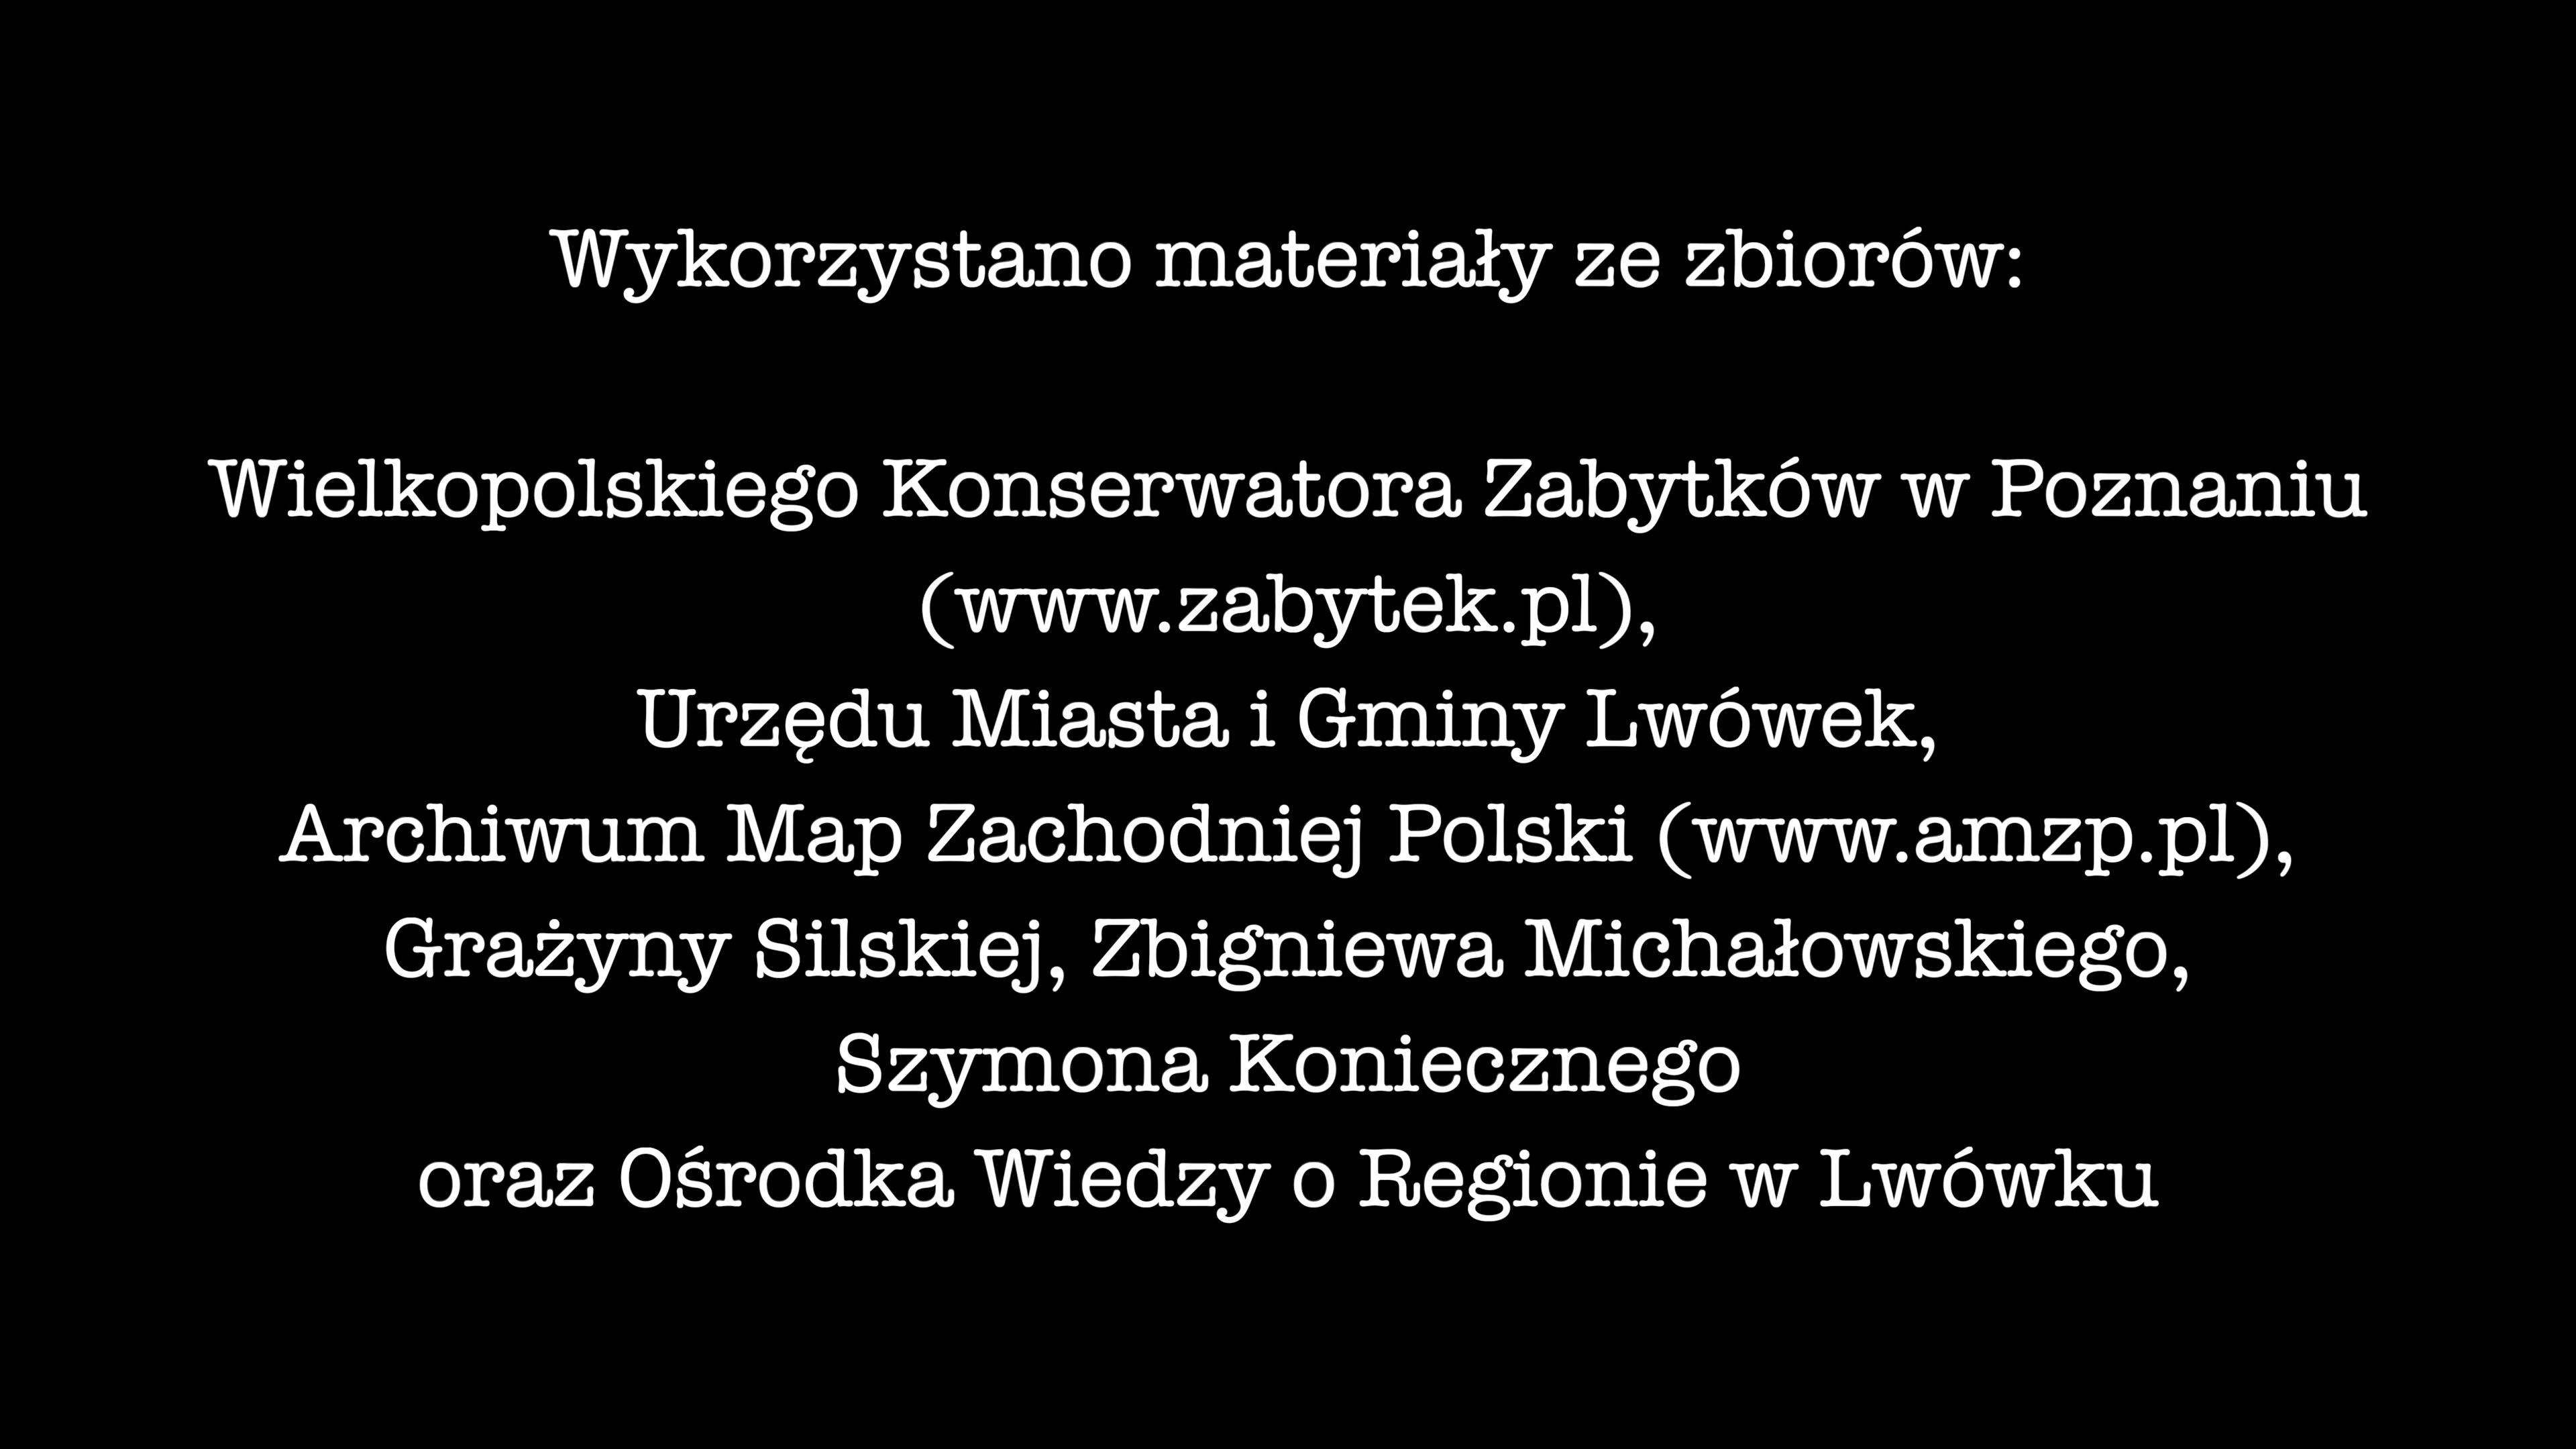 Wykorzystano materiały ze zbiorów:
Wielkopolskiego Konserwatora Zabytków w Poznaniu
(www.zabytek.pl),
Urzędu Miasta i Gminy Lwówek,
Archiwum Map Zachodniej Polski (www.amzp.pl),
Grażyny Silskiej, Zbigniewa Michałowskiego,
Szymona Koniecznego
oraz Ośrodka Wiedzy o Regionie w Lwówku